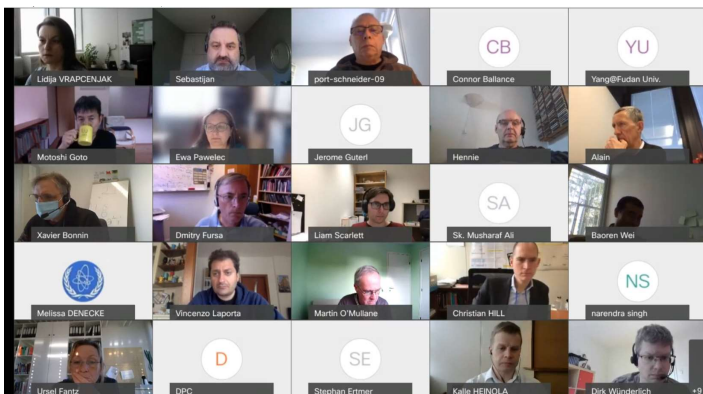 Lidija VRAPCENJAK
Sebastijan
port-schneider-09
CB
Connor Ballance
YU
Yang@Fudan Univ.
Motoshi Goto
Ewa Pawelec
JG
Jerome Guterl
Hennie
Alain
Xavier Bonnin
Dmitry Fursa
Liam Scarlett
SA
Sk. Musharaf Ali
Baoren Wei
Melissa DENECKE
Vincenzo Laporta
Martin O'Mullane
Christian HILL
NS
narendra singh
Ursel Fantz
D
DPC
SE
Stephan Ertmer
Kalle HEINOLA
Dirk Wünderlich
+9